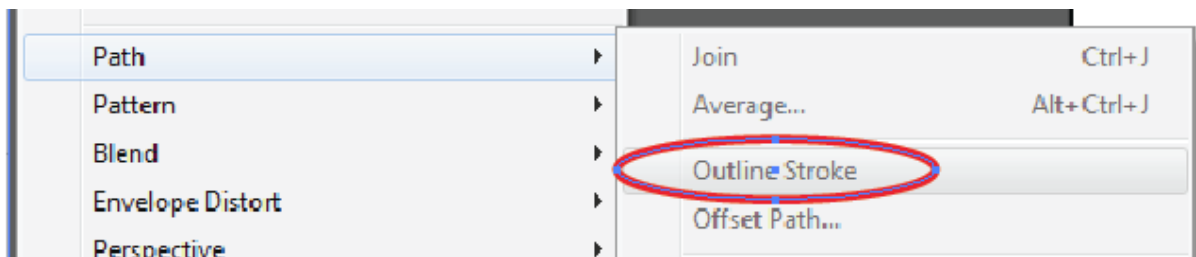 Path
Pattern
Blend
Envelope Distort
Perspective
Join Ctrl+J
Average... Alt+Ctrl+J
Outline Stroke
Offset Path...